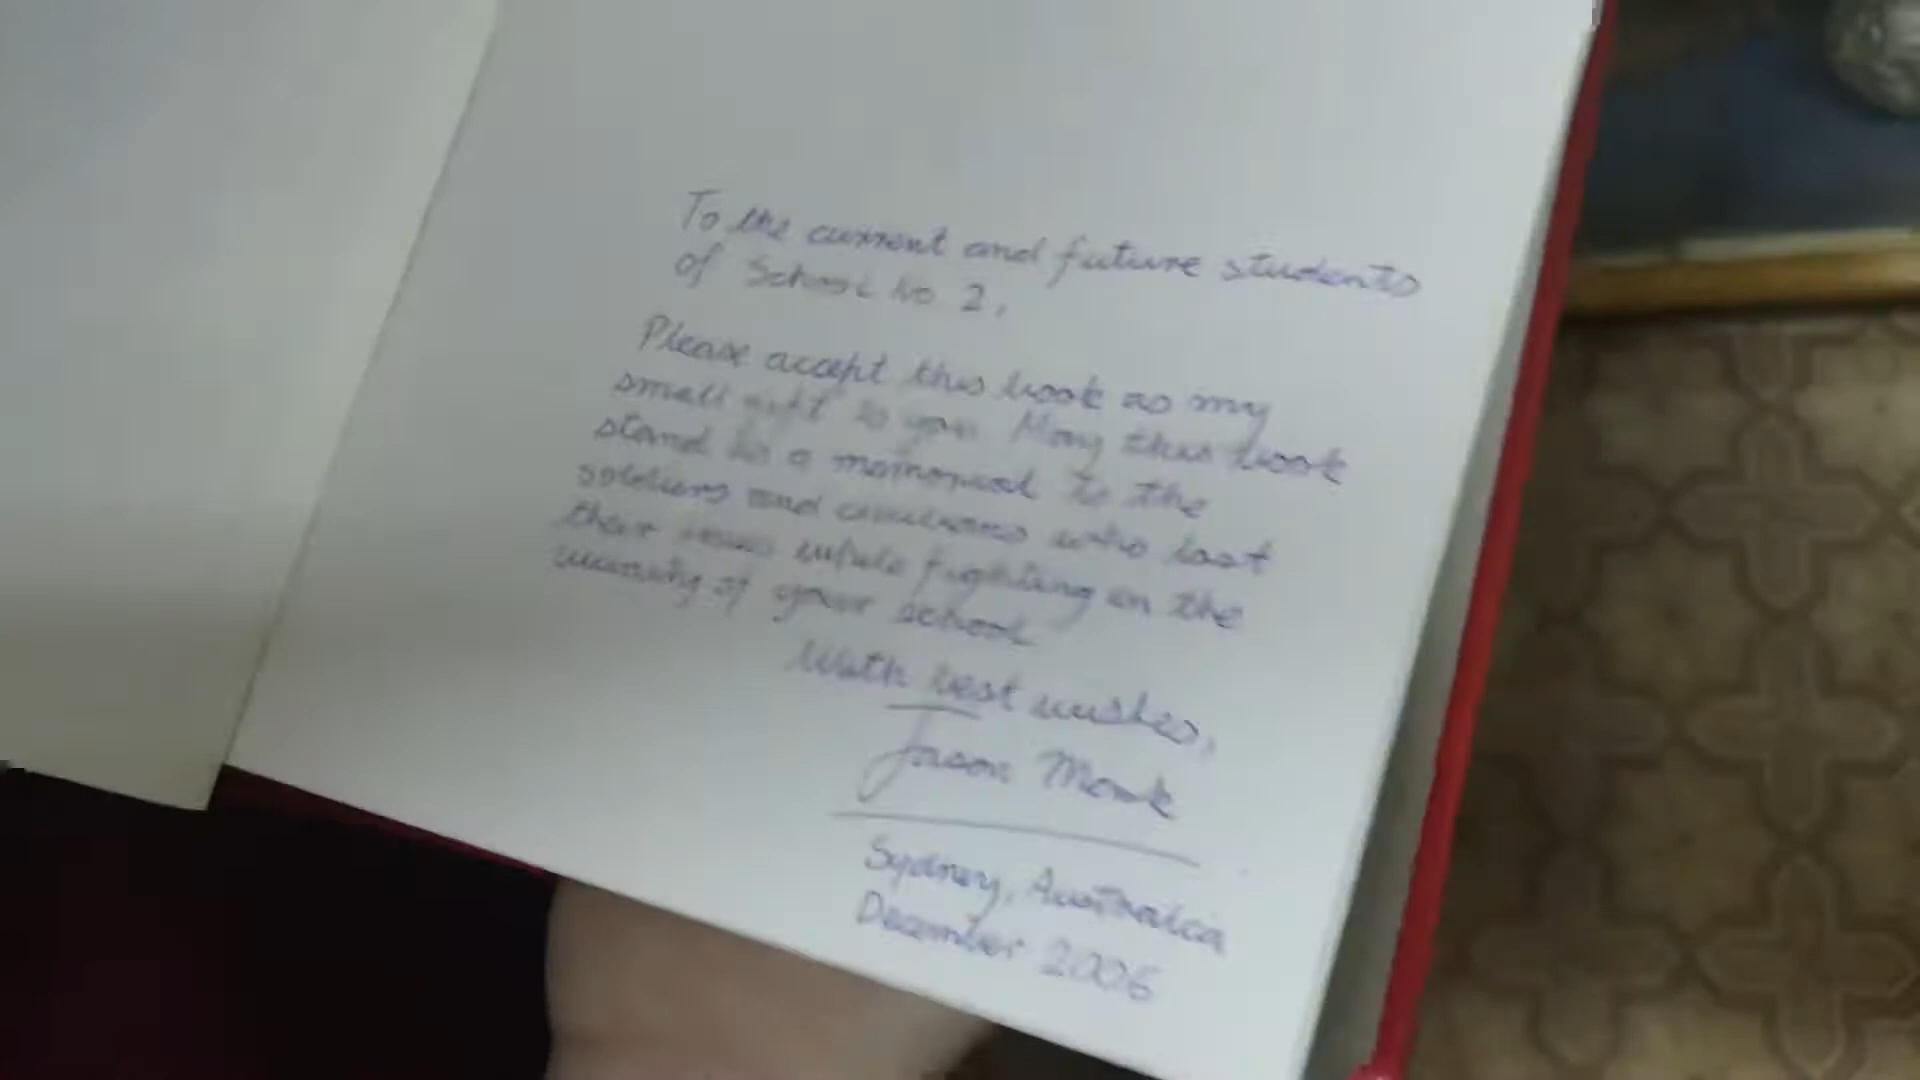 To the current and future students
of School No 2,
Please accept this book as my
small gift to you. May this book
stand as a memorial to the
soldiers and civilians who lost
their lives while fighting in the
vicinity of your school
With best wishes,
Jason Mark
Sydney, Australia
December 2006